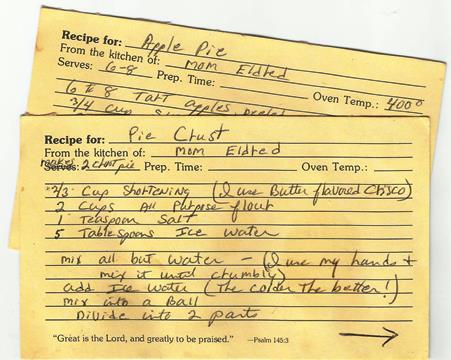 Recipe for: Apple Pie
From the kitchen of: Mom Eldred
Serves: 6-8 Prep. Time: Oven Temp.: 400°
6 to 8 Tart apples, peeled
3/4 cup
Recipe for: Pie Crust
From the kitchen of: Mom Eldred
makes
Serves: 2 crust pie Prep. Time: Oven Temp.:
2/3 Cup Shortening (I use Butter flavored Crisco)
2 Cups All Purpose flour
1 Teaspoon Salt
5 Tablespoons Ice Water
mix all but water - (I use my hands +
mix it until crumbly)
add Ice water (The colder The better!)
mix into a Ball
Divide into 2 parts
"Great is the Lord, and greatly to be praised." —Psalm 145:3